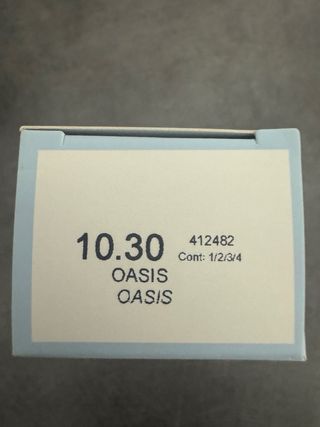 10.30 412482
Cont: 1/2/3/4
OASIS
OASIS